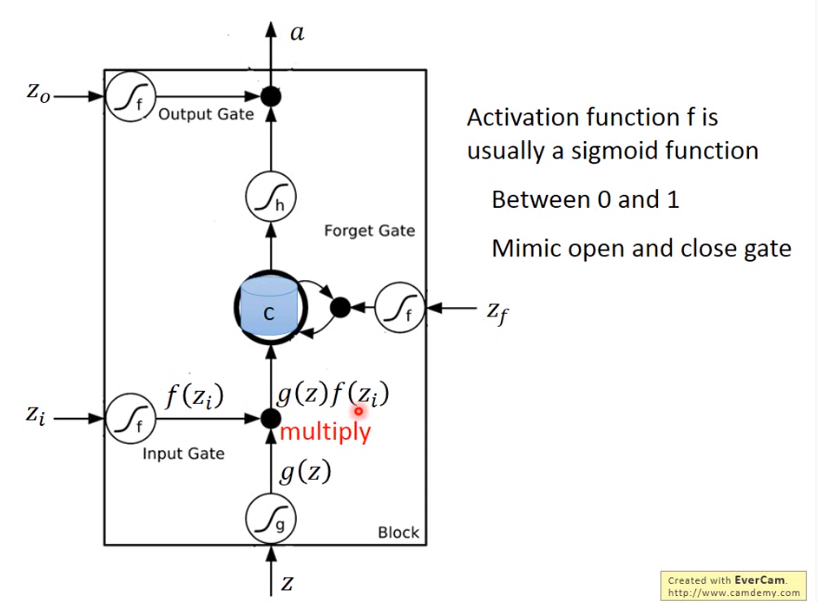 a
z_o
f
Output Gate
Activation function f is
usually a sigmoid function
Between 0 and 1
h
Forget Gate
Mimic open and close gate
c
f
z_f
f(z_i)
g(z)f(z_i)
z_i
f
multiply
Input Gate
g(z)
g
Block
z
Created with EverCam.
http://www.camdemy.com